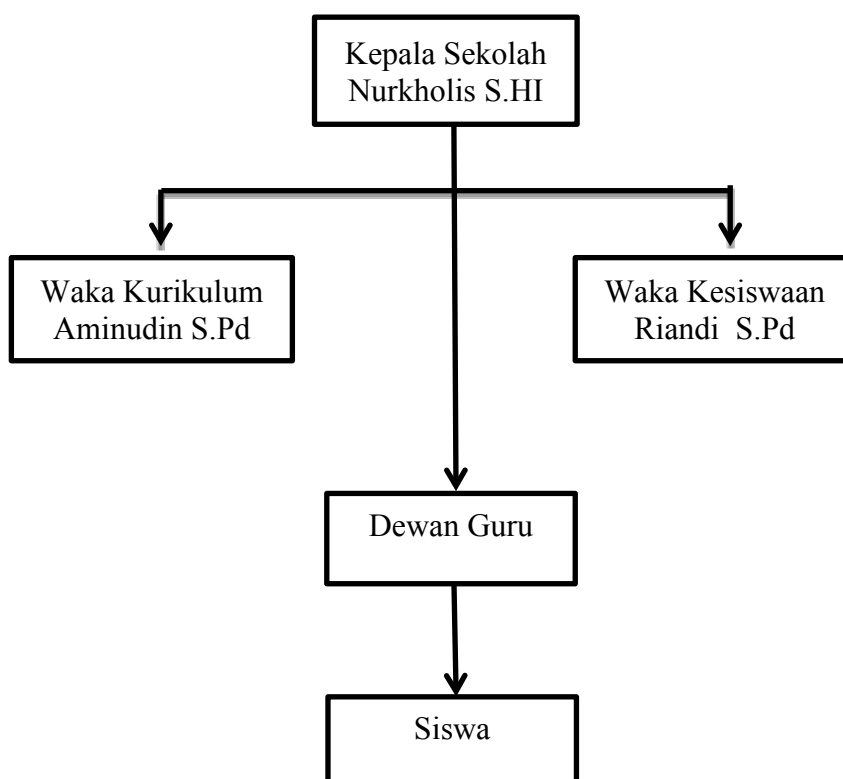 Kepala Sekolah
Nurkholis S.HI
Waka Kurikulum
Aminudin S.Pd
Waka Kesiswaan
Riandi  S.Pd
Dewan Guru
Siswa